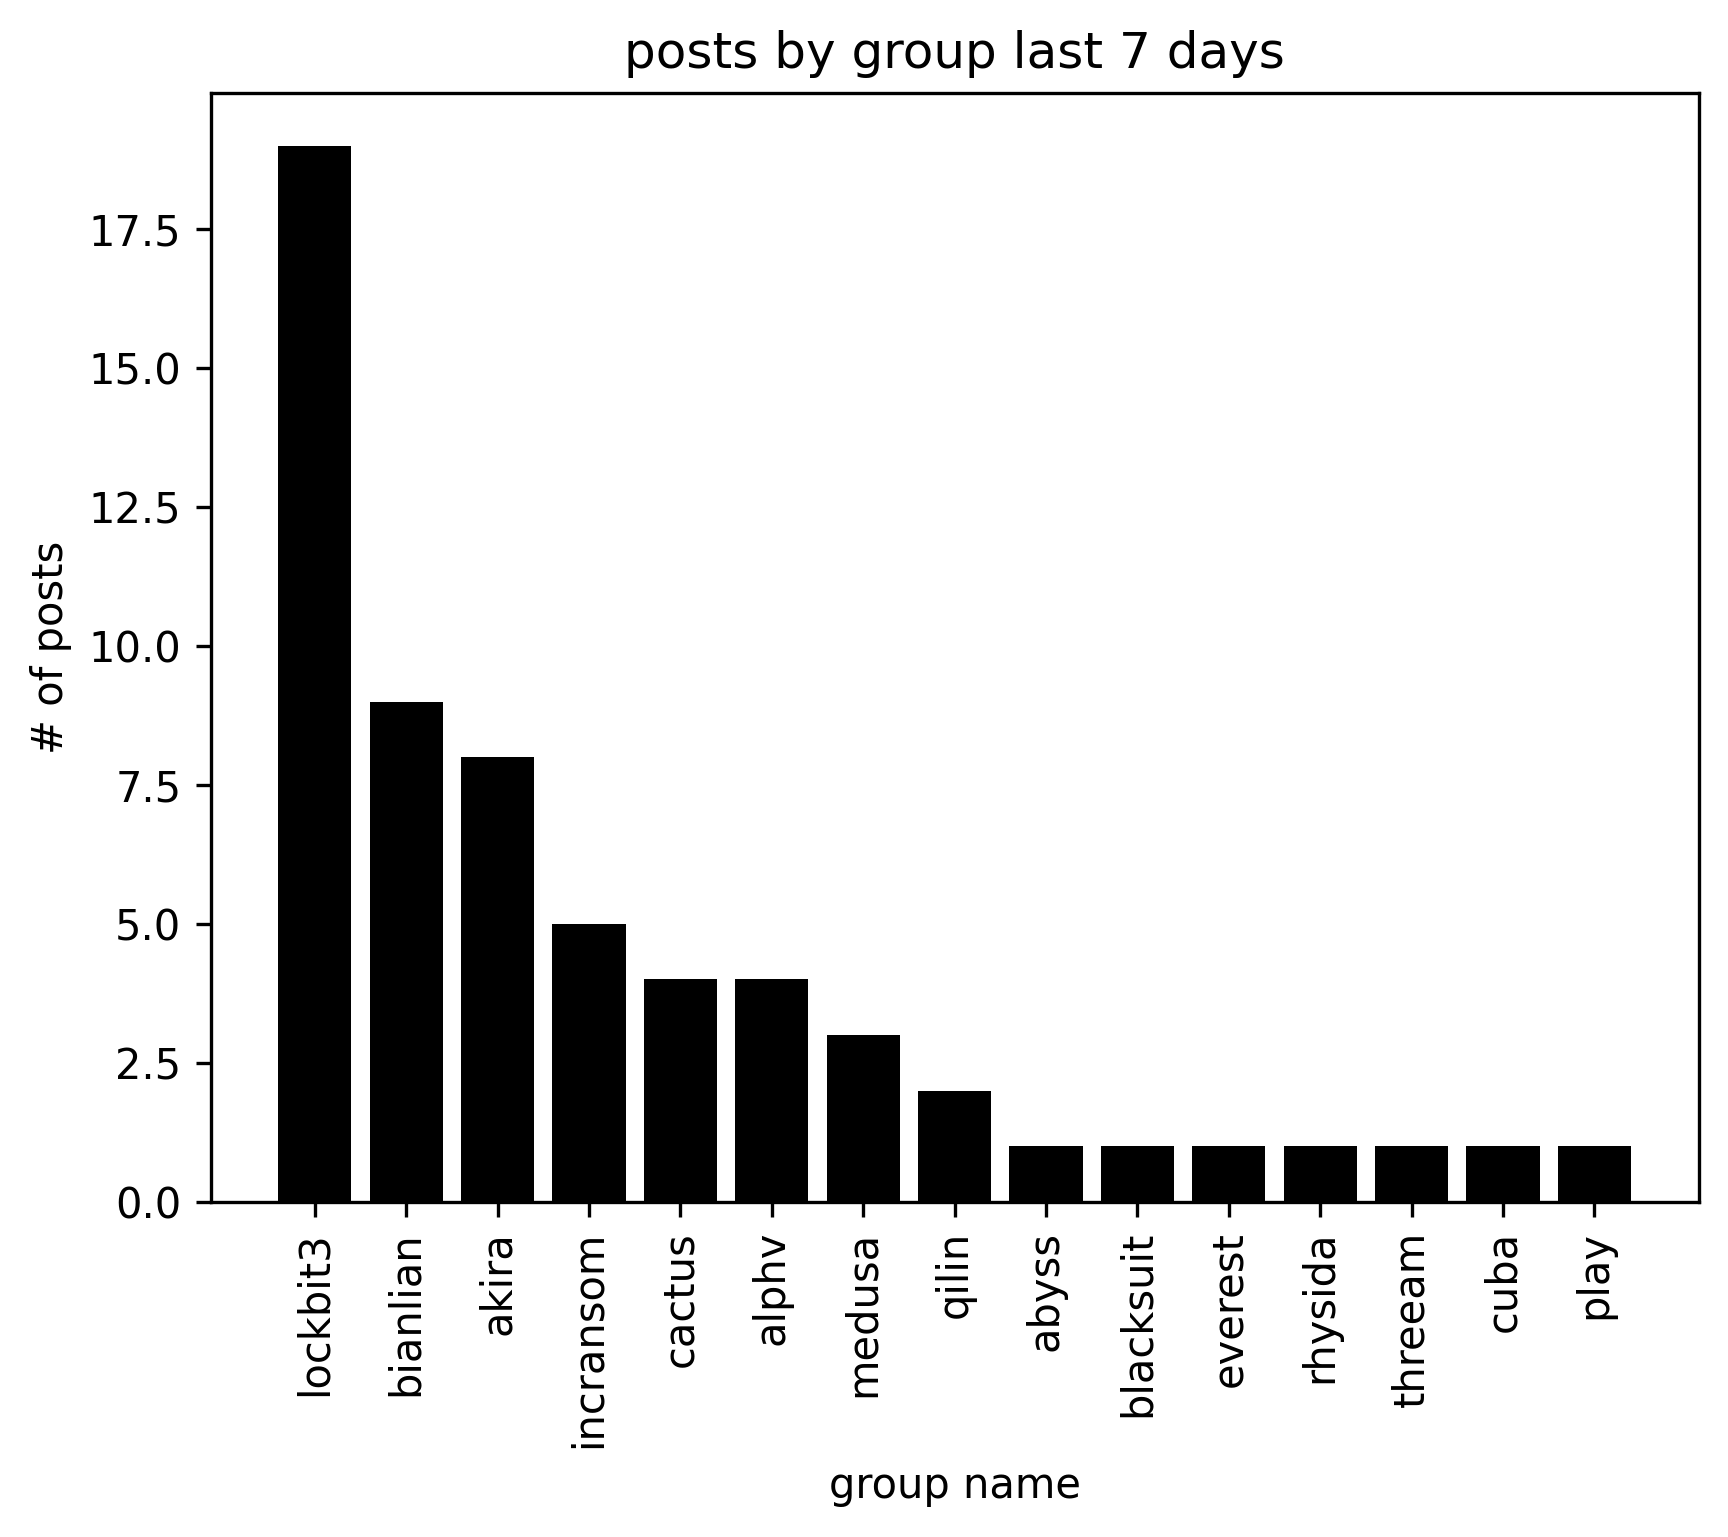 posts by group last 7 days
# of posts
17.5
15.0
12.5
10.0
7.5
5.0
2.5
0.0
lockbit3
bianlian
akira
incransom
cactus
alphv
medusa
qilin
abyss
blacksuit
everest
rhysida
threeam
cuba
play
group name